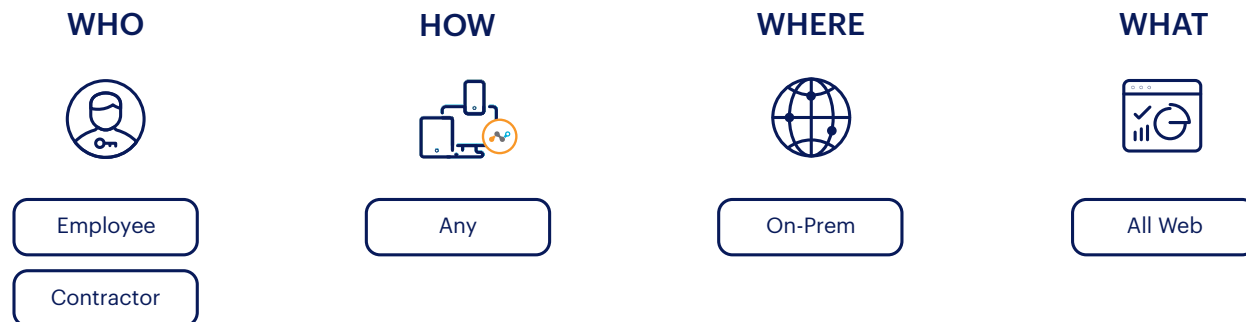 WHO
HOW
WHERE
WHAT
Employee
Any
On-Prem
All Web
Contractor